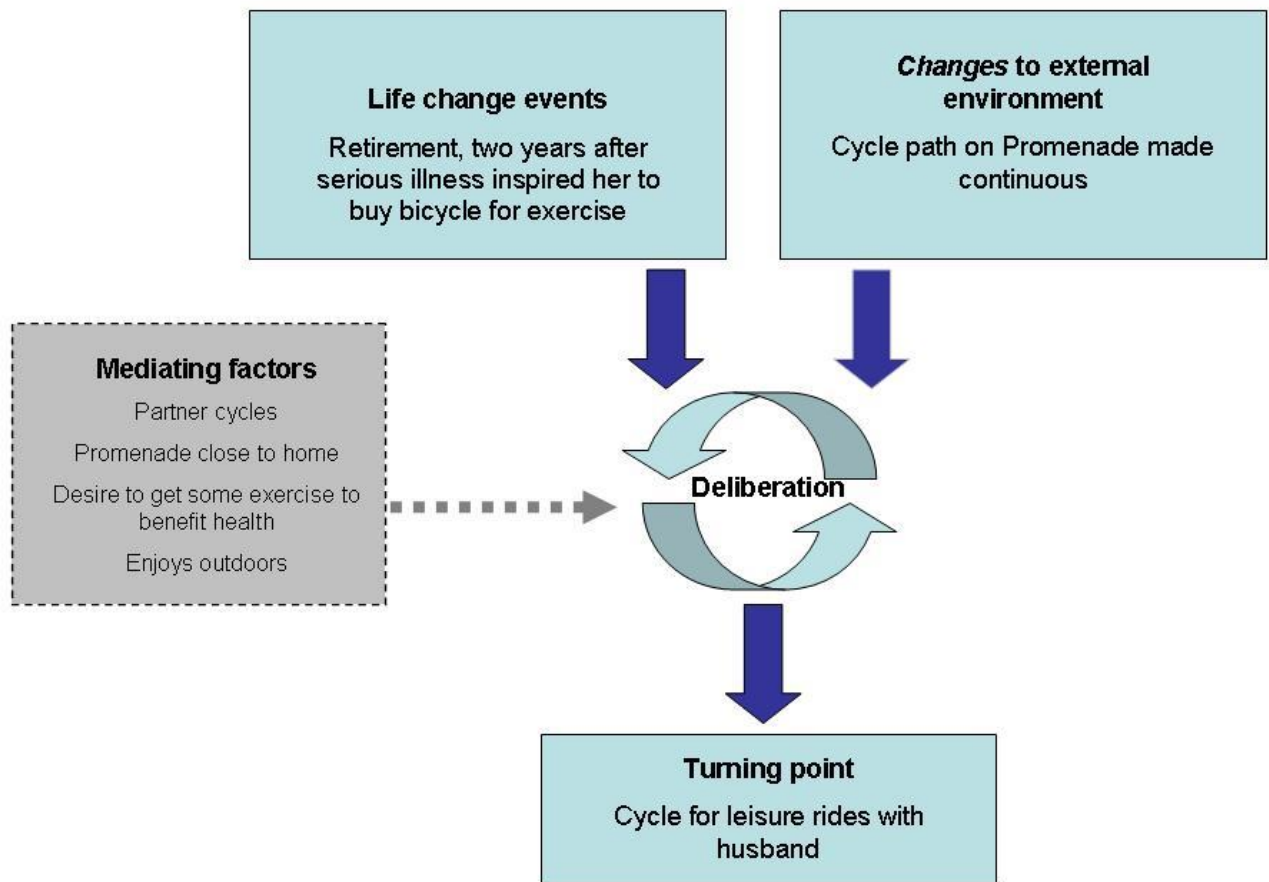 Life change events
Retirement, two years after
serious illness inspired her to
buy bicycle for exercise
Changes to external
environment
Cycle path on Promenade made
continuous
Mediating factors
Partner cycles
Promenade close to home
Desire to get some exercise to
benefit health
Enjoys outdoors
Deliberation
Turning point
Cycle for leisure rides with
husband